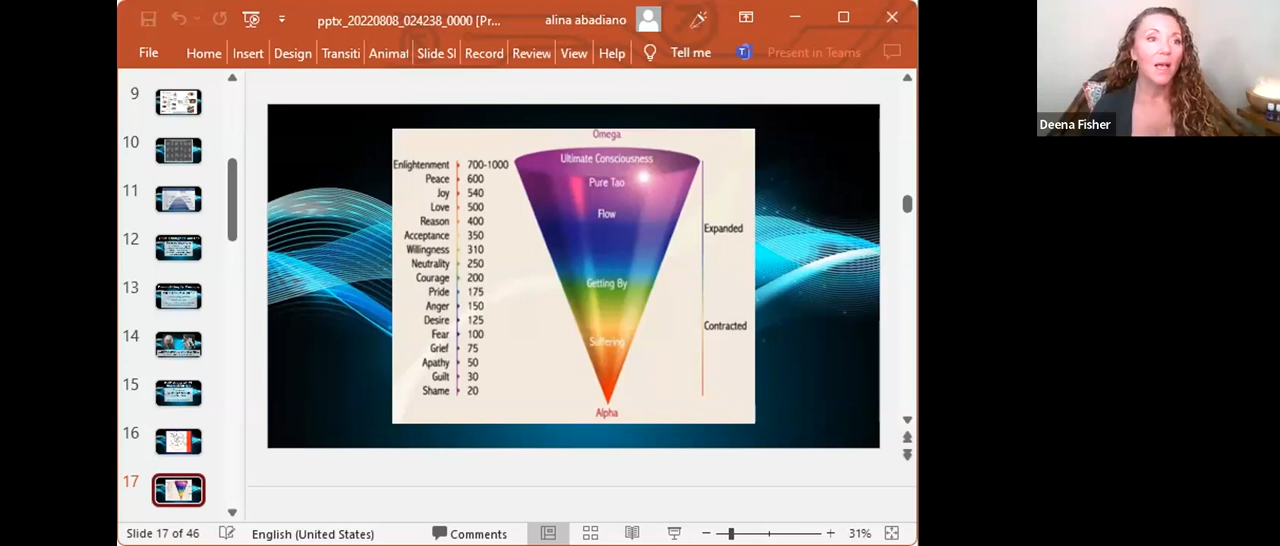 pptx_20220808_024238_0000 [Pr...
alina abadiano
File Home Insert Design Transiti Animal Slide Sl Record Review View Help Tell me Present in Teams
Deena Fisher
9
10
11
12
13
14
15
16
17
Omega
Ultimate Consciousness
Pure Tao
Flow
Getting By
Suffering
Alpha
Enlightenment 700-1000
Peace 600
Joy 540
Love 500
Reason 400
Acceptance 350
Willingness 310
Neutrality 250
Courage 200
Pride 175
Anger 150
Desire 125
Fear 100
Grief 75
Apathy 50
Guilt 30
Shame 20
Expanded
Contracted
Slide 17 of 46 English (United States) Comments 31%